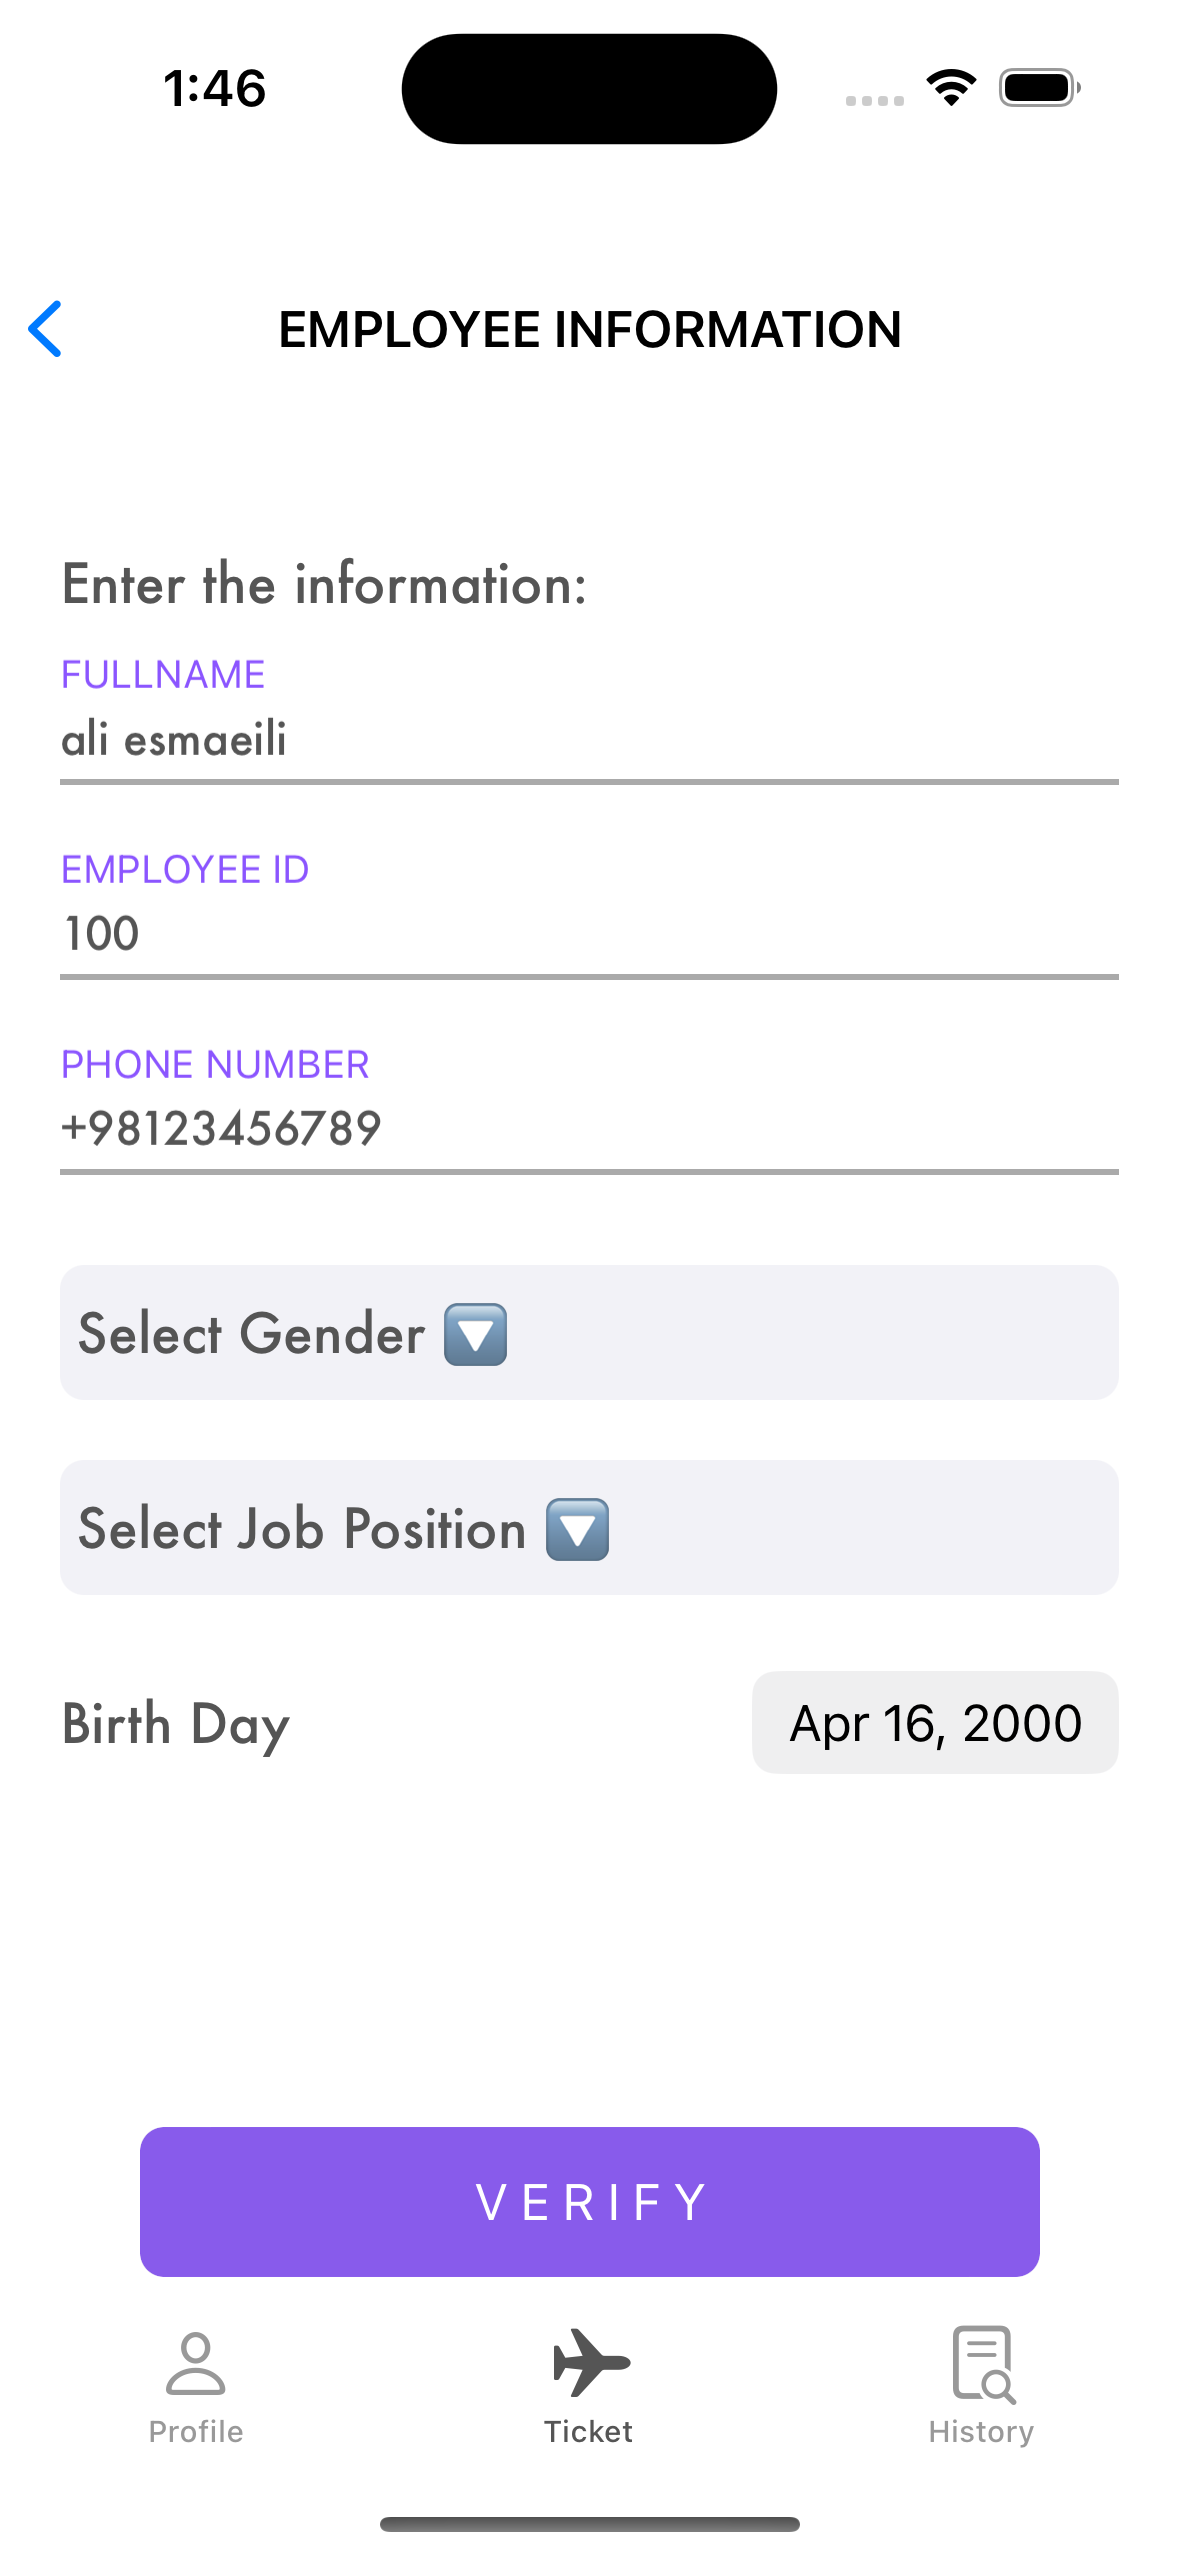 1:46
EMPLOYEE INFORMATION
Enter the information:
FULLNAME
ali esmaeili
EMPLOYEE ID
100
PHONE NUMBER
+98123456789
Select Gender 🔽
Select Job Position 🔽
Birth Day
Apr 16, 2000
VERIFY
Profile
Ticket
History